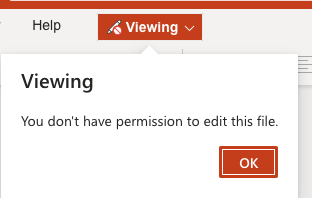 Help
Viewing
Viewing
You don't have permission to edit this file.
OK